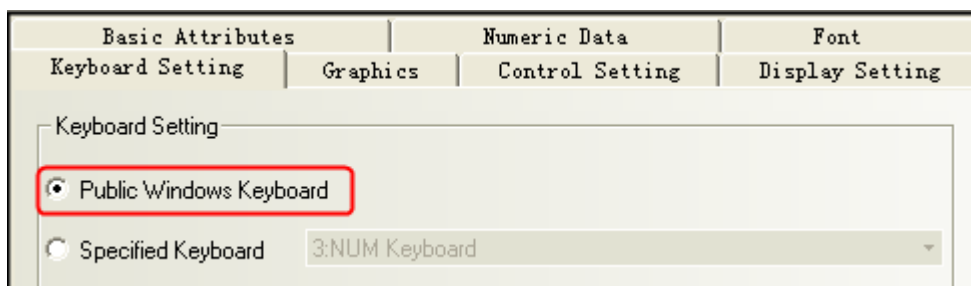 Basic Attributes Numeric Data Font
Keyboard Setting Graphics Control Setting Display Setting
Keyboard Setting
Public Windows Keyboard
Specified Keyboard 3:NUM Keyboard